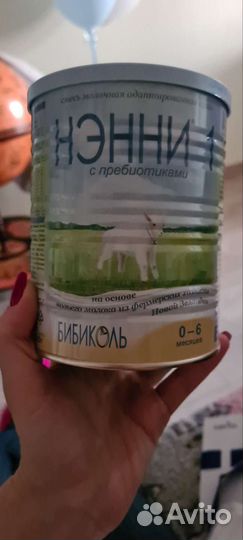 смесь молочная адаптированная
НЭННИ 1
с пребиотиками
на основе
козьего молока из фермерских хозяйств
Новой Зеландии
БИБИКОЛЬ
0–6
месяцев
Avito